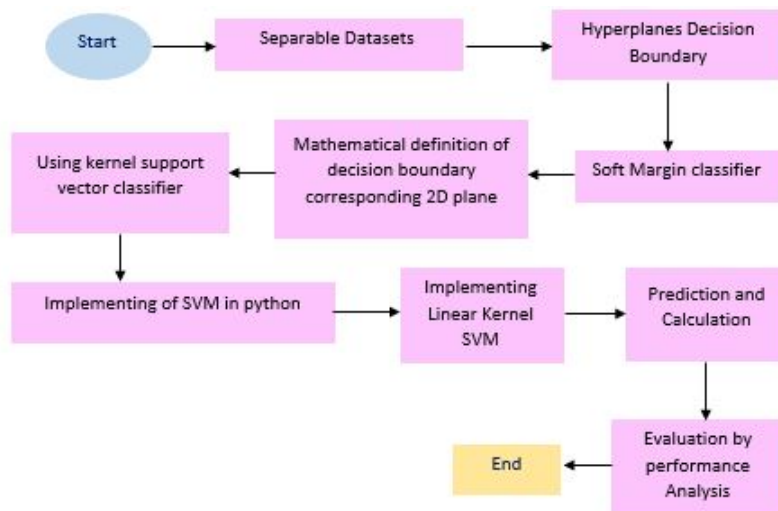 Start
Separable Datasets
Hyperplanes Decision
Boundary
Soft Margin classifier
Mathematical definition of
decision boundary
corresponding 2D plane
Using kernel support
vector classifier
Implementing of SVM in python
Implementing
Linear Kernel
SVM
Prediction and
Calculation
Evaluation by
performance
Analysis
End